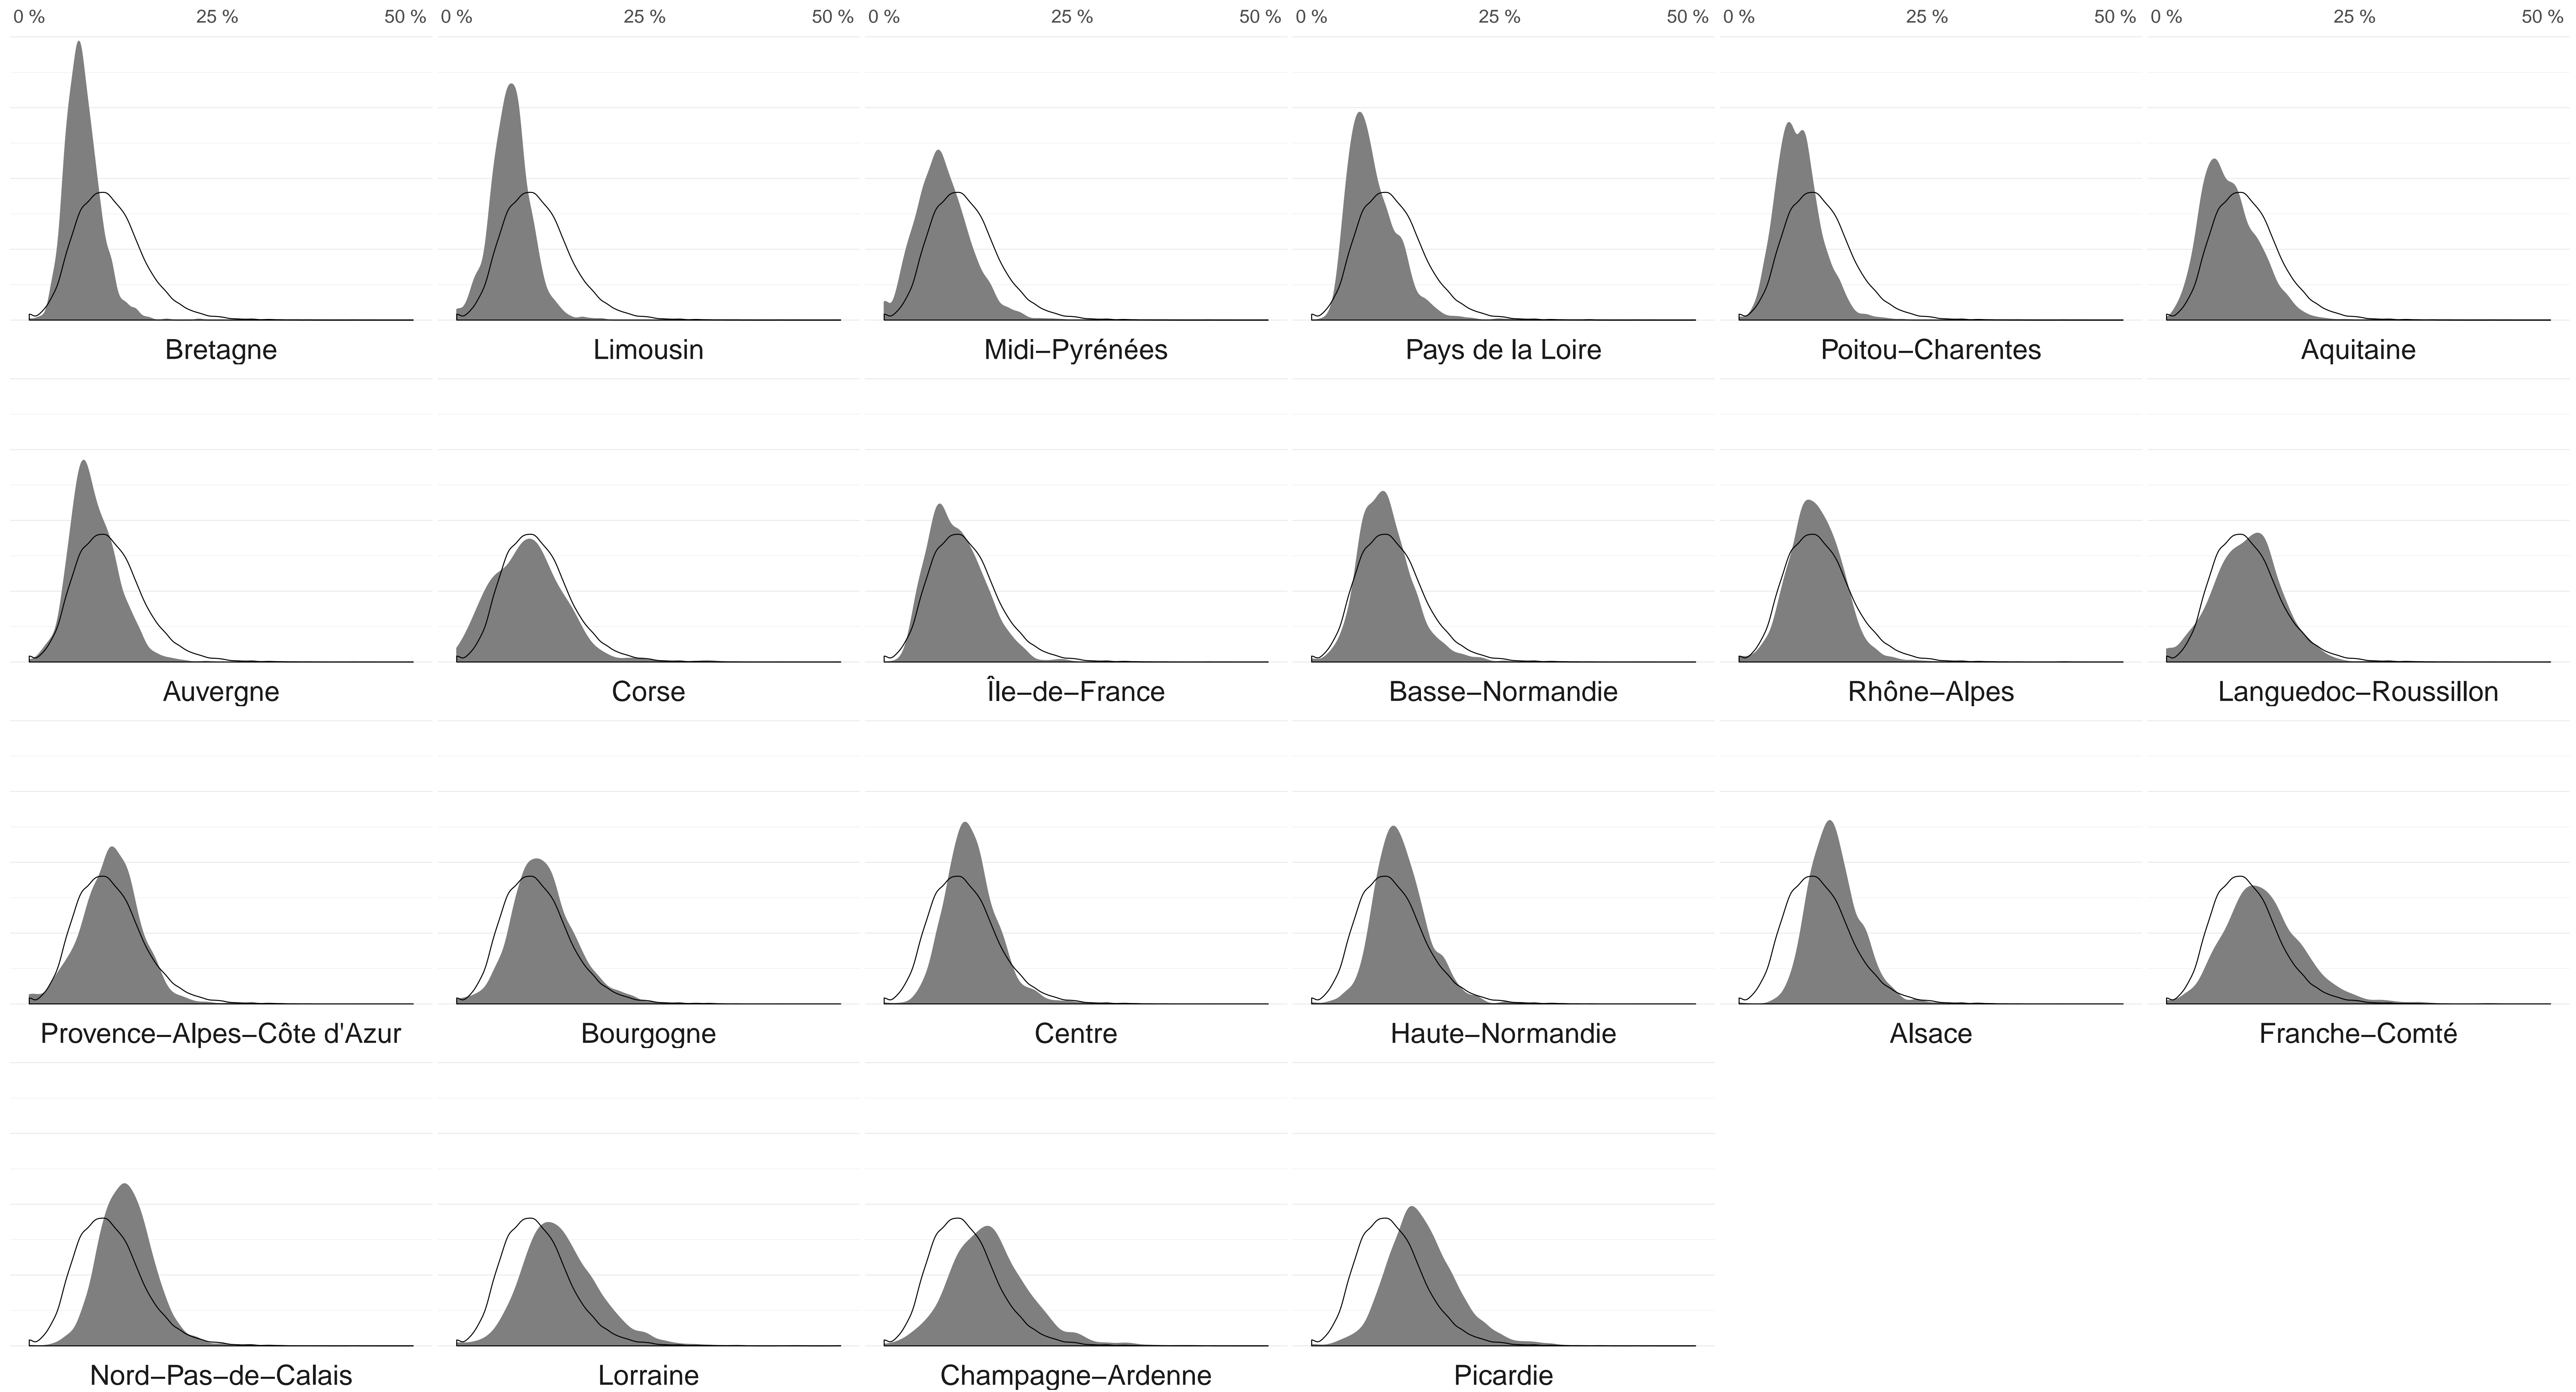 0 % 25 % 50 % 0 % 25 % 50 % 0 % 25 % 50 % 0 % 25 % 50 % 0 % 25 % 50 % 0 % 25 % 50 %
Bretagne Limousin Midi−Pyrénées Pays de la Loire Poitou−Charentes Aquitaine
Auvergne Corse Île−de−France Basse−Normandie Rhône−Alpes Languedoc−Roussillon
Provence−Alpes−Côte d'Azur Bourgogne Centre Haute−Normandie Alsace Franche−Comté
Nord−Pas−de−Calais Lorraine Champagne−Ardenne Picardie